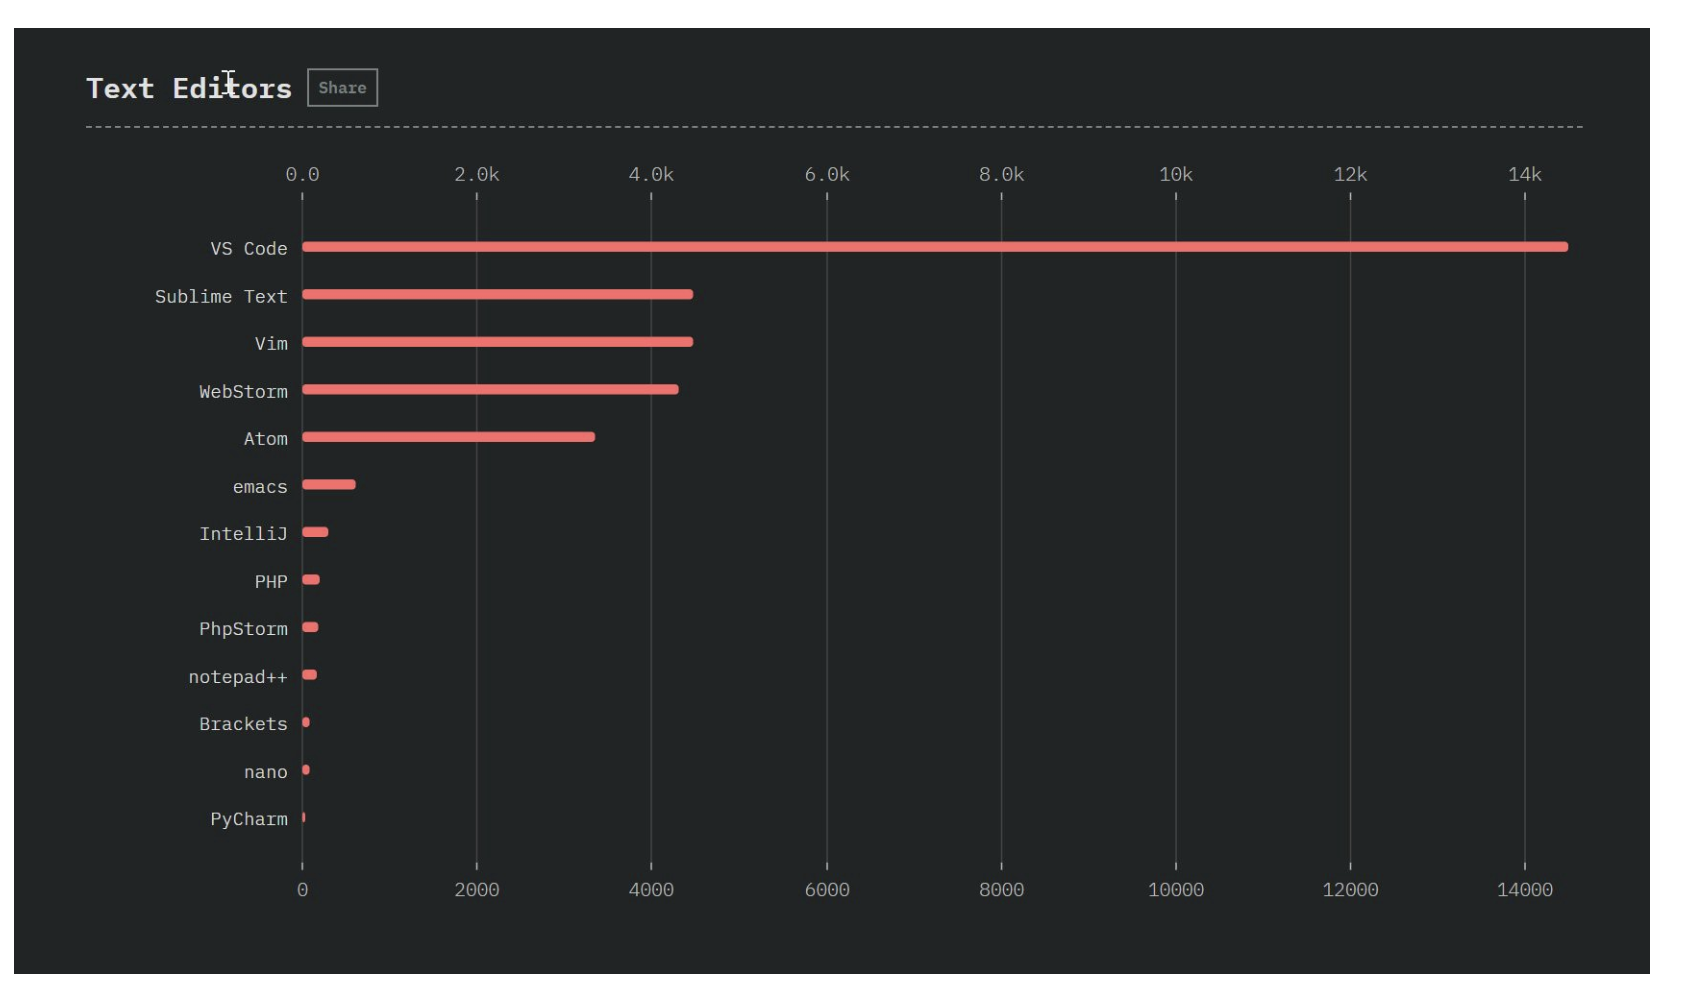 Text Editors Share
0.0 2.0k 4.0k 6.0k 8.0k 10k 12k 14k
VS Code
Sublime Text
Vim
WebStorm
Atom
emacs
IntelliJ
PHP
PhpStorm
notepad++
Brackets
nano
PyCharm
0 2000 4000 6000 8000 10000 12000 14000